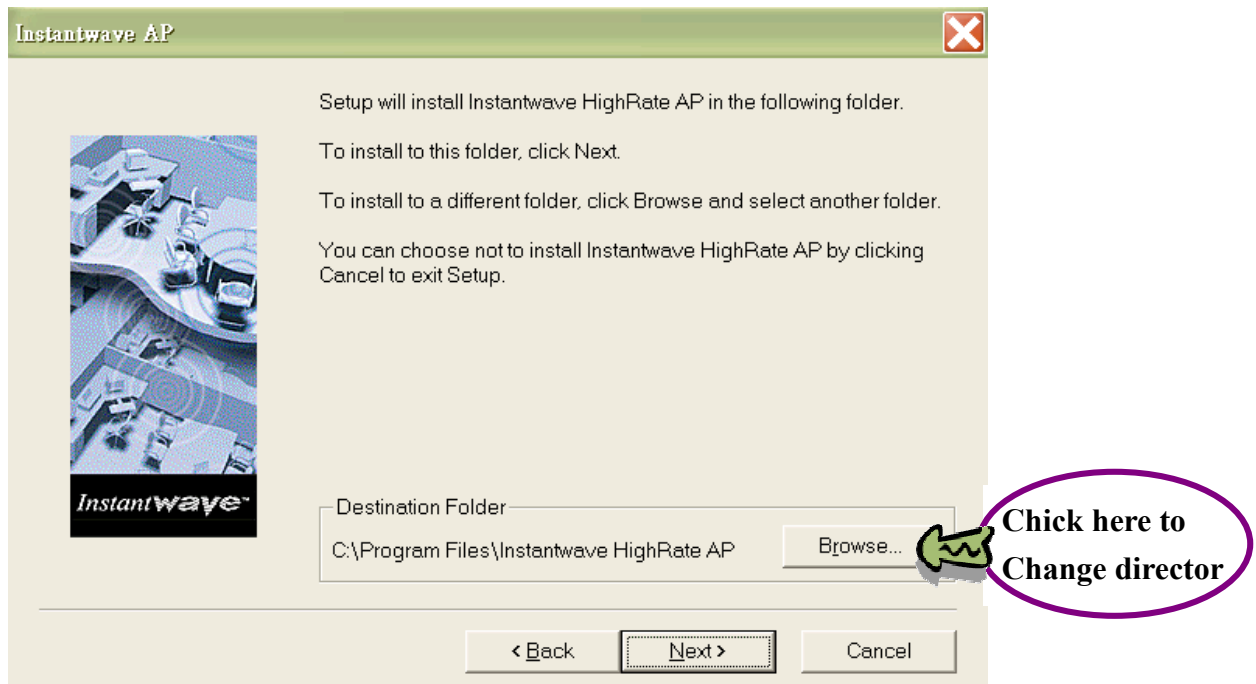 Instantwave AP
Setup will install Instantwave HighRate AP in the following folder.
To install to this folder, click Next.
To install to a different folder, click Browse and select another folder.
You can choose not to install Instantwave HighRate AP by clicking
Cancel to exit Setup.
Instantwave™
Destination Folder
C:\Program Files\Instantwave HighRate AP
Browse...
Chick here to
Change director
< Back
Next >
Cancel